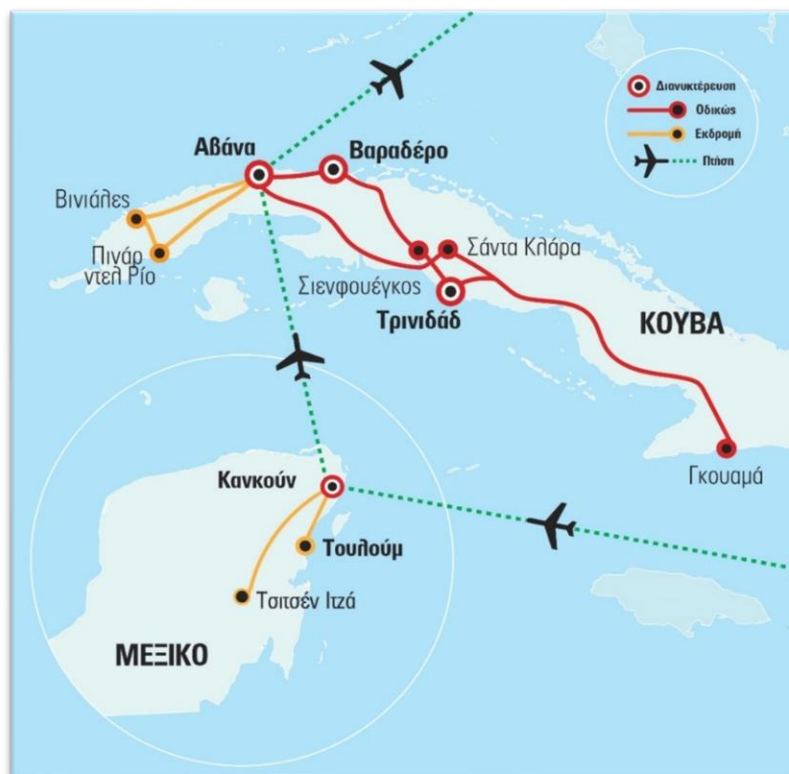 Διανυκτέρευση
Οδικώς
Εκδρομή
Πτήση
Αβάνα
Βαραδέρο
Βινιάλες
Πινάρ
ντελ Ρίο
Σάντα Κλάρα
Σιενφουέγκος
Τρινιδάδ
ΚΟΥΒΑ
Γκουαμά
Κανκούν
Τουλούμ
Τσιτσέν Ιτζά
ΜΕΞΙΚΟ